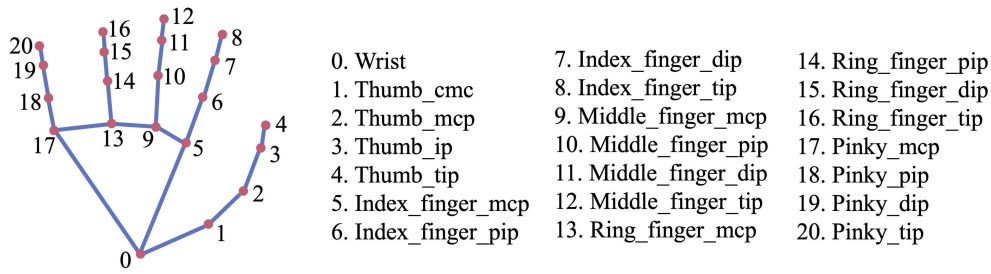 12
16
20
11
8
15
19
7
14
10
18
6
4
17
13
9
5
3
2
1
0
0. Wrist
1. Thumb_cmc
2. Thumb_mcp
3. Thumb_ip
4. Thumb_tip
5. Index_finger_mcp
6. Index_finger_pip
7. Index_finger_dip
8. Index_finger_tip
9. Middle_finger_mcp
10. Middle_finger_pip
11. Middle_finger_dip
12. Middle_finger_tip
13. Ring_finger_mcp
14. Ring_finger_pip
15. Ring_finger_dip
16. Ring_finger_tip
17. Pinky_mcp
18. Pinky_pip
19. Pinky_dip
20. Pinky_tip